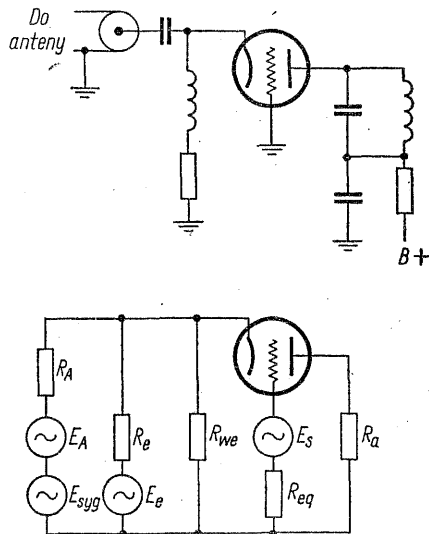 Do
anteny
B+
R_A
E_A
E_syg
R_e
E_e
R_we
E_s
R_eq
R_a